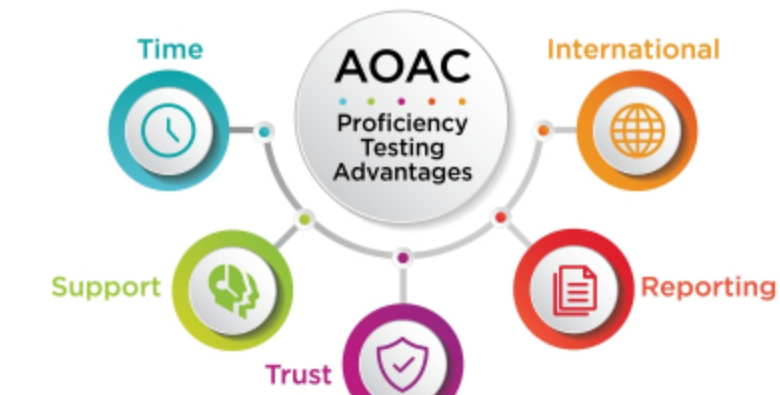 Time
AOAC
International
Proficiency
Testing
Advantages
Support
Reporting
Trust